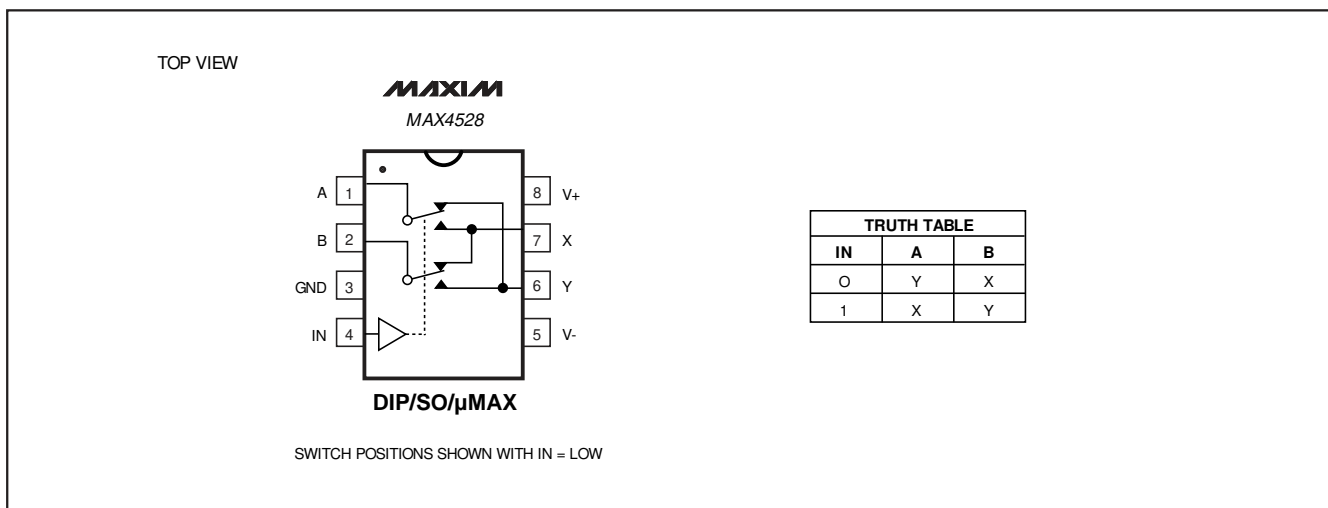 TOP VIEW
MAXIM
MAX4528
A 1 8 V+
B 2 7 X
GND 3 6 Y
IN 4 5 V-
DIP/SO/µMAX
SWITCH POSITIONS SHOWN WITH IN = LOW
TRUTH TABLE
IN A B
O Y X
1 X Y